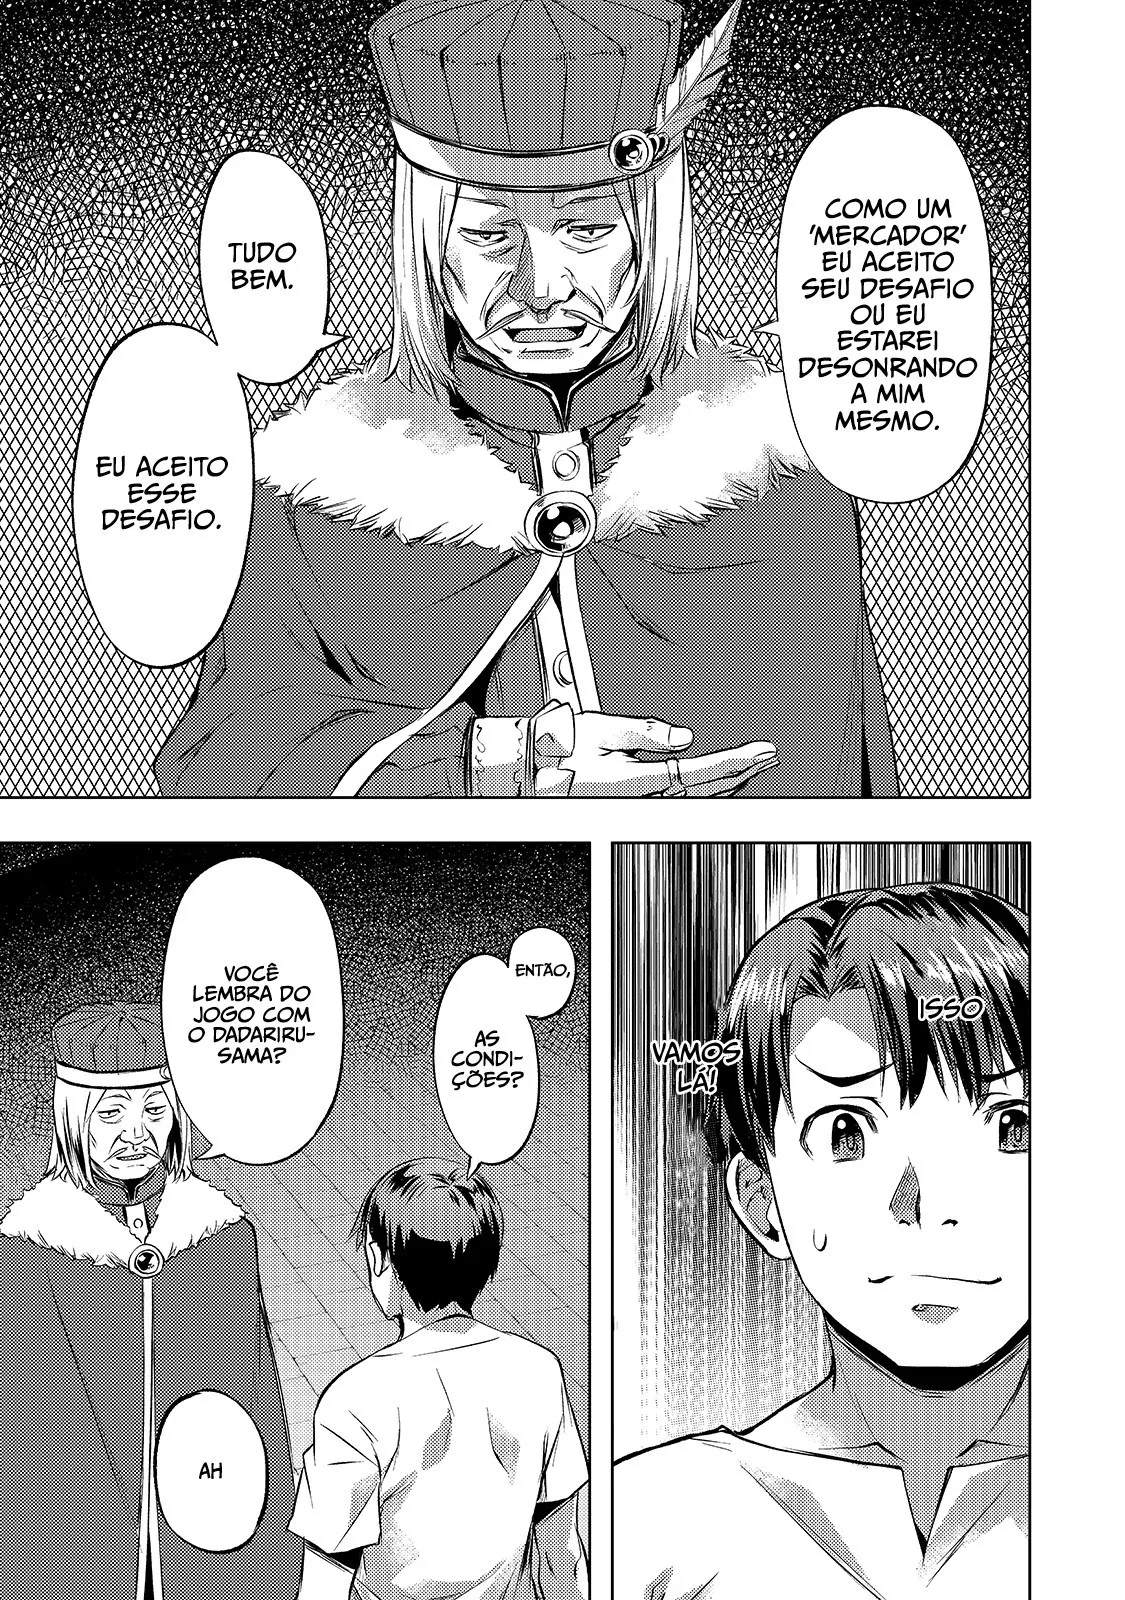 COMO UM
'MERCADOR'
EU ACEITO
SEU DESAFIO
OU EU
ESTAREI
DESONRANDO
A MIM
MESMO.
TUDO
BEM.
EU ACEITO
ESSE
DESAFIO.
ISSO
VAMOS
LÁ!
ENTÃO,
AS
CONDI-
ÇÕES?
VOCÊ
LEMBRA DO
JOGO COM
O DADARIRU-
SAMA?
AH